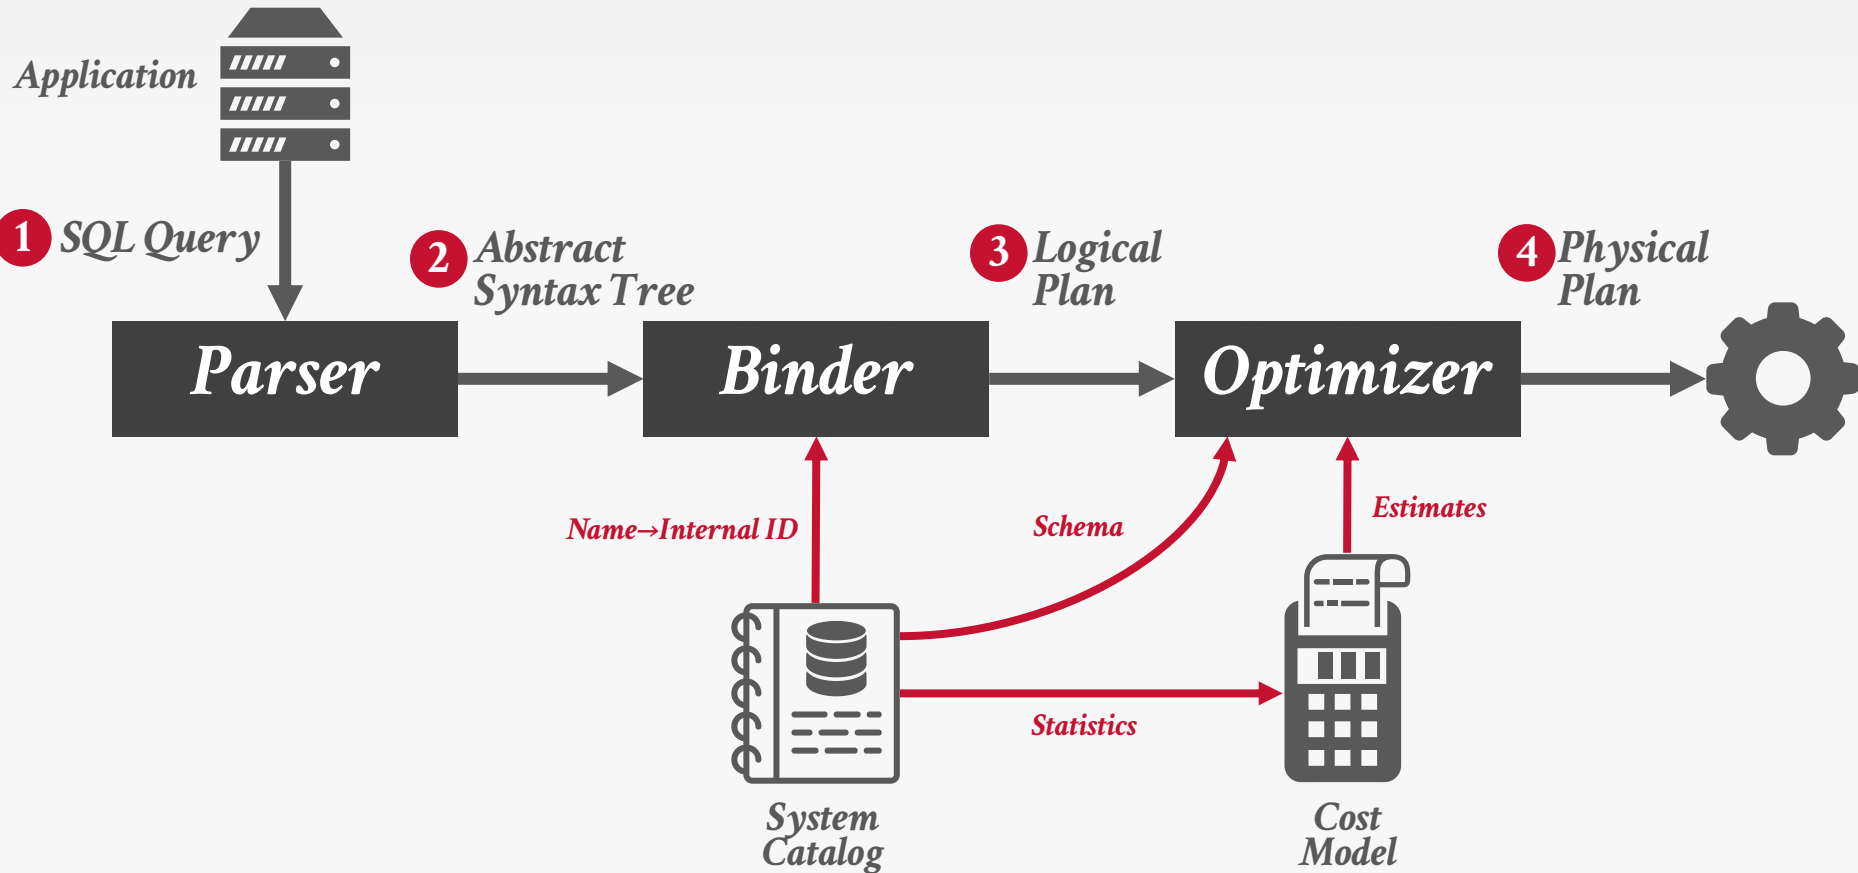 Application
1 SQL Query
2 Abstract
Syntax Tree
3 Logical
Plan
4 Physical
Plan
Parser
Binder
Optimizer
Name→Internal ID
Schema
Estimates
Statistics
System
Catalog
Cost
Model